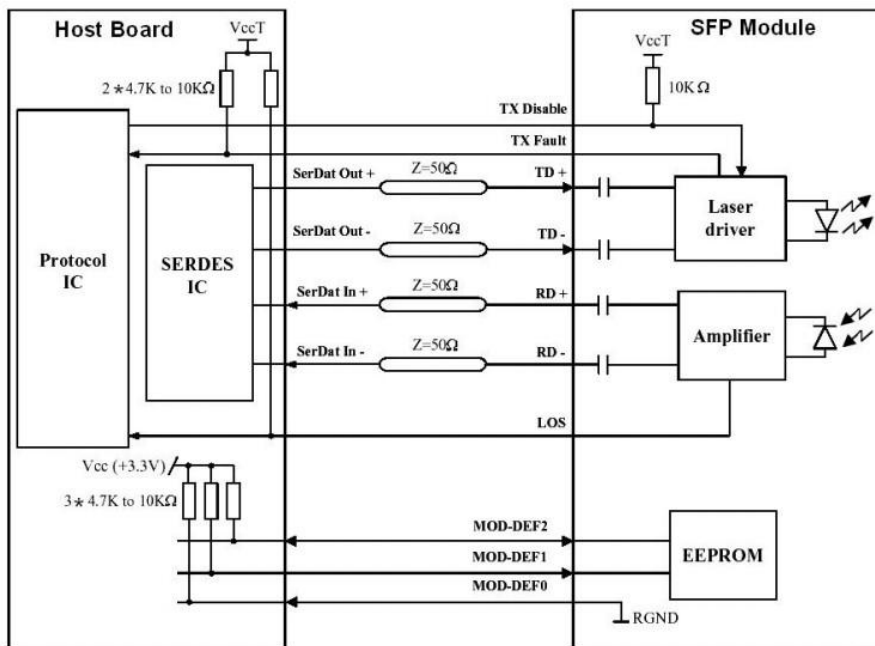 Host Board
SFP Module
VccT
VccT
2*4.7K to 10KΩ
10KΩ
TX Disable
TX Fault
SerDat Out +
Z=50Ω
TD +
SerDat Out -
Z=50Ω
TD -
Laser
driver
Protocol
IC
SERDES
IC
SerDat In +
Z=50Ω
RD +
SerDat In -
Z=50Ω
RD -
Amplifier
LOS
Vcc (+3.3V)
3*4.7K to 10KΩ
MOD-DEF2
MOD-DEF1
MOD-DEF0
EEPROM
RGND